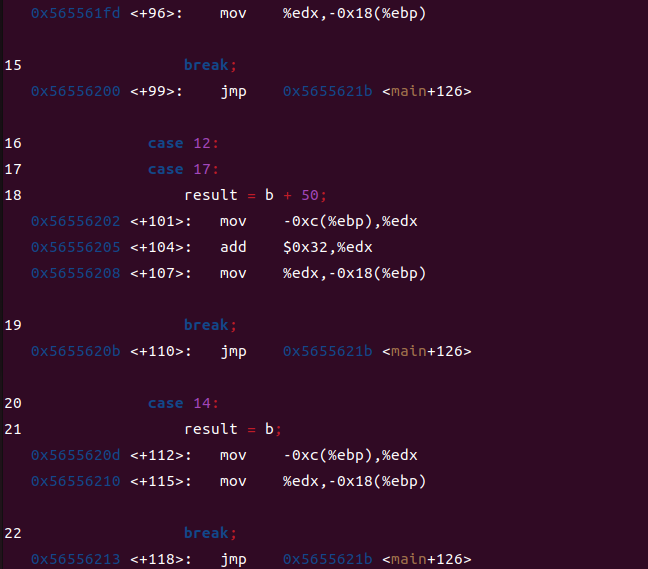 0x565561fd <+96>:    mov    %edx,-0x18(%ebp)
15                  break;
0x56556200 <+99>:    jmp    0x5655621b <main+126>
16              case 12:
17              case 17:
18                  result = b + 50;
0x56556202 <+101>:   mov    -0xc(%ebp),%edx
0x56556205 <+104>:   add    $0x32,%edx
0x56556208 <+107>:   mov    %edx,-0x18(%ebp)
19                  break;
0x5655620b <+110>:   jmp    0x5655621b <main+126>
20              case 14:
21                  result = b;
0x5655620d <+112>:   mov    -0xc(%ebp),%edx
0x56556210 <+115>:   mov    %edx,-0x18(%ebp)
22                  break;
0x56556213 <+118>:   jmp    0x5655621b <main+126>